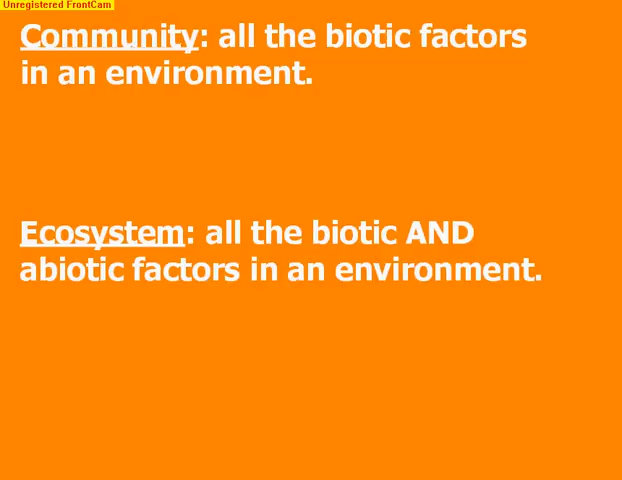 Unregistered FrontCam
Community: all the biotic factors
in an environment.
Ecosystem: all the biotic AND
abiotic factors in an environment.